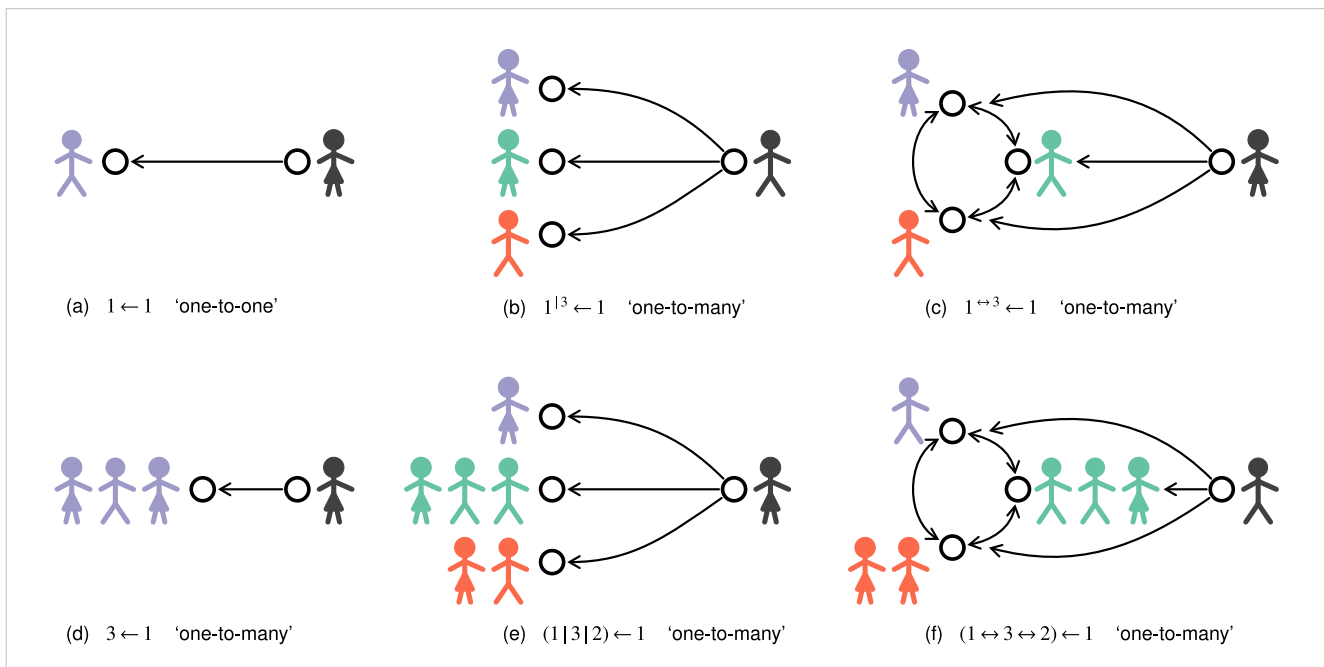 (a) 1 ← 1 ‘one-to-one’
(b) 1^{|3} ← 1 ‘one-to-many’
(c) 1^{↔3} ← 1 ‘one-to-many’
(d) 3 ← 1 ‘one-to-many’
(e) (1 | 3 | 2) ← 1 ‘one-to-many’
(f) (1 ↔ 3 ↔ 2) ← 1 ‘one-to-many’